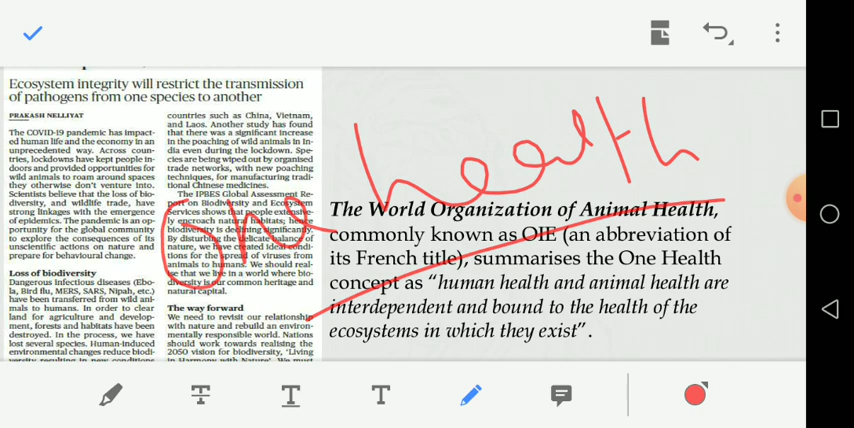 Ecosystem integrity will restrict the transmission
of pathogens from one species to another
PRAKASH NELLIYAT
The COVID-19 pandemic has impact-
ed human life and the economy in an
unprecedented way. Across coun-
tries, lockdowns have kept people in-
doors and provided opportunities for
wild animals to roam around spaces
they otherwise don't venture into.
Scientists believe that the loss of bio-
diversity, and wildlife trade, have
strong linkages with the emergence
of epidemics. The pandemic is an op-
portunity for the global community
to explore the consequences of its
unscientific actions on nature and
prepare for behavioural change.
Loss of biodiversity
Dangerous infectious diseases (Ebo-
la, Bird flu, MERS, SARS, Nipah, etc.)
have been transferred from wild ani-
mals to humans. In order to clear
land for agriculture and develop-
ment, forests and habitats have been
destroyed. In the process, we have
lost several species. Human-induced
environmental changes reduce biodi-
versity resulting in new conditions
countries such as China, Vietnam,
and Laos. Another study has found
that there was a significant increase
in the poaching of wild animals in In-
dia even during the lockdown. Spe-
cies are being wiped out by organised
trade networks, with new poaching
techniques, for manufacturing tradi-
tional Chinese medicines.
The IPBES Global Assessment Re-
port on Biodiversity and Ecosystem
Services shows that people extensive-
ly encroach natural habitats; hence
biodiversity is declining significantly.
By disturbing the delicate balance of
nature, we have created ideal condi-
tions for the spread of viruses from
animals to humans. We should real-
ise that we live in a world where bio-
diversity is our common heritage and
natural capital.
The way forward
We need to revisit our relationship
with nature and rebuild an environ-
mentally responsible world. Nations
should work towards realising the
2050 vision for biodiversity, 'Living
in Harmony with Nature'. We must
One health
The World Organization of Animal Health,
commonly known as OIE (an abbreviation of
its French title), summarises the One Health
concept as "human health and animal health are
interdependent and bound to the health of the
ecosystems in which they exist".
T
T
T